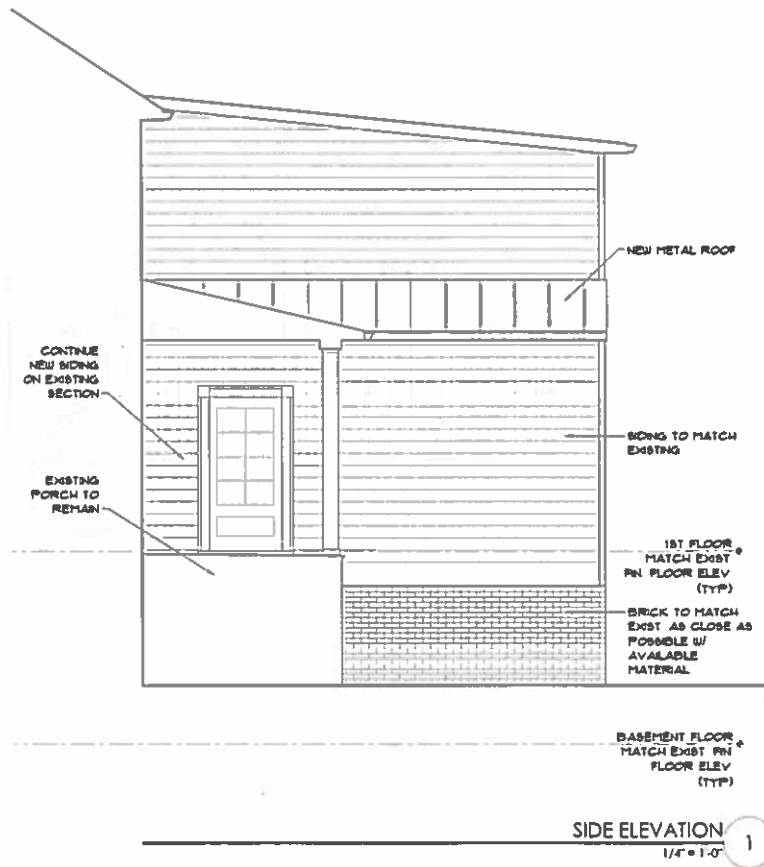 NEW METAL ROOF
CONTINUE
NEW SIDING
ON EXISTING
SECTION
SIDING TO MATCH
EXISTING
EXISTING
PORCH TO
REMAIN
1ST FLOOR
MATCH EXIST
FIN FLOOR ELEV
(TYP)
BRICK TO MATCH
EXIST AS CLOSE AS
POSSIBLE W/
AVAILABLE
MATERIAL
BASEMENT FLOOR
MATCH EXIST FIN
FLOOR ELEV
(TYP)
SIDE ELEVATION
1
1/4" = 1'-0"